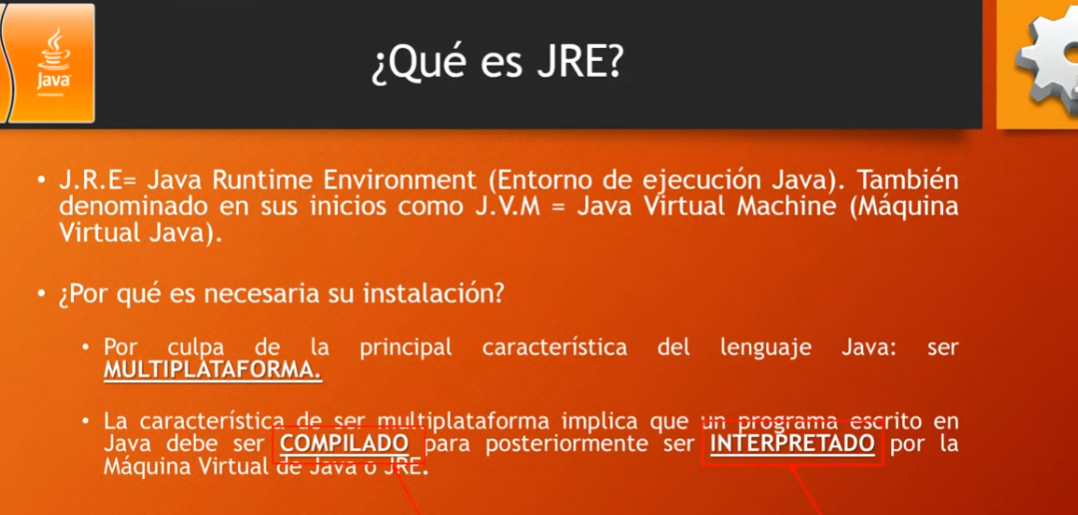 Java
¿Qué es JRE?
• J.R.E= Java Runtime Environment (Entorno de ejecución Java). También
denominado en sus inicios como J.V.M = Java Virtual Machine (Máquina
Virtual Java).
• ¿Por qué es necesaria su instalación?
• Por culpa de la principal característica del lenguaje Java: ser
MULTIPLATAFORMA.
• La característica de ser multiplataforma implica que un programa escrito en
Java debe ser COMPILADO para posteriormente ser INTERPRETADO por la
Máquina Virtual de Java o JRE.